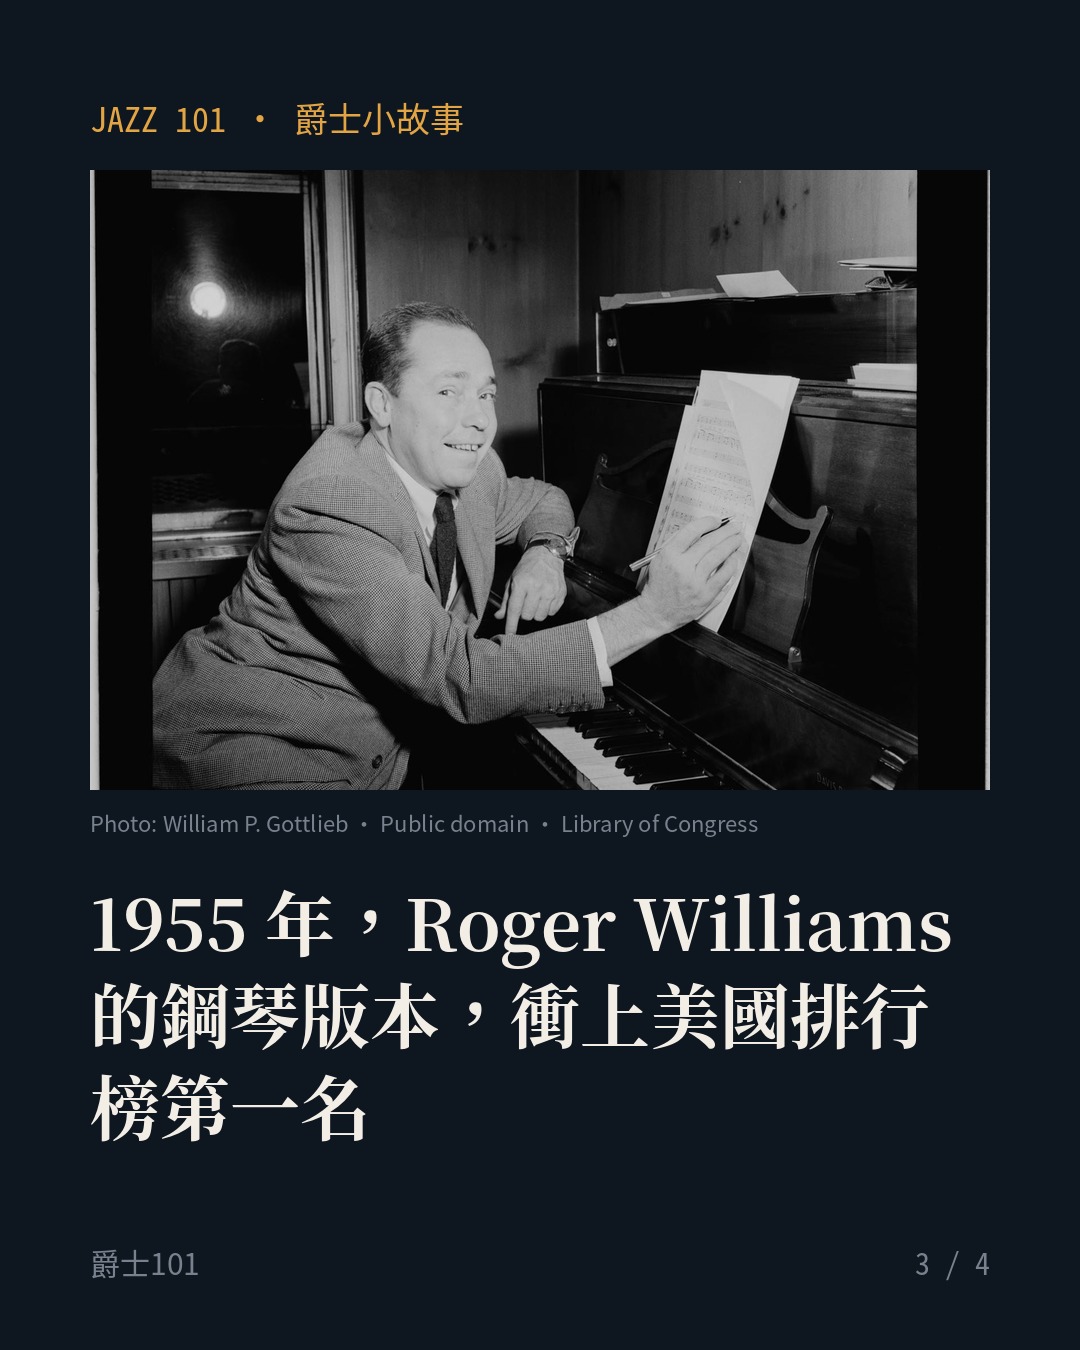 JAZZ 101 · 爵士小故事
Photo: William P. Gottlieb · Public domain · Library of Congress
1955 年，Roger Williams
的鋼琴版本，衝上美國排行
榜第一名
爵士101
3 / 4